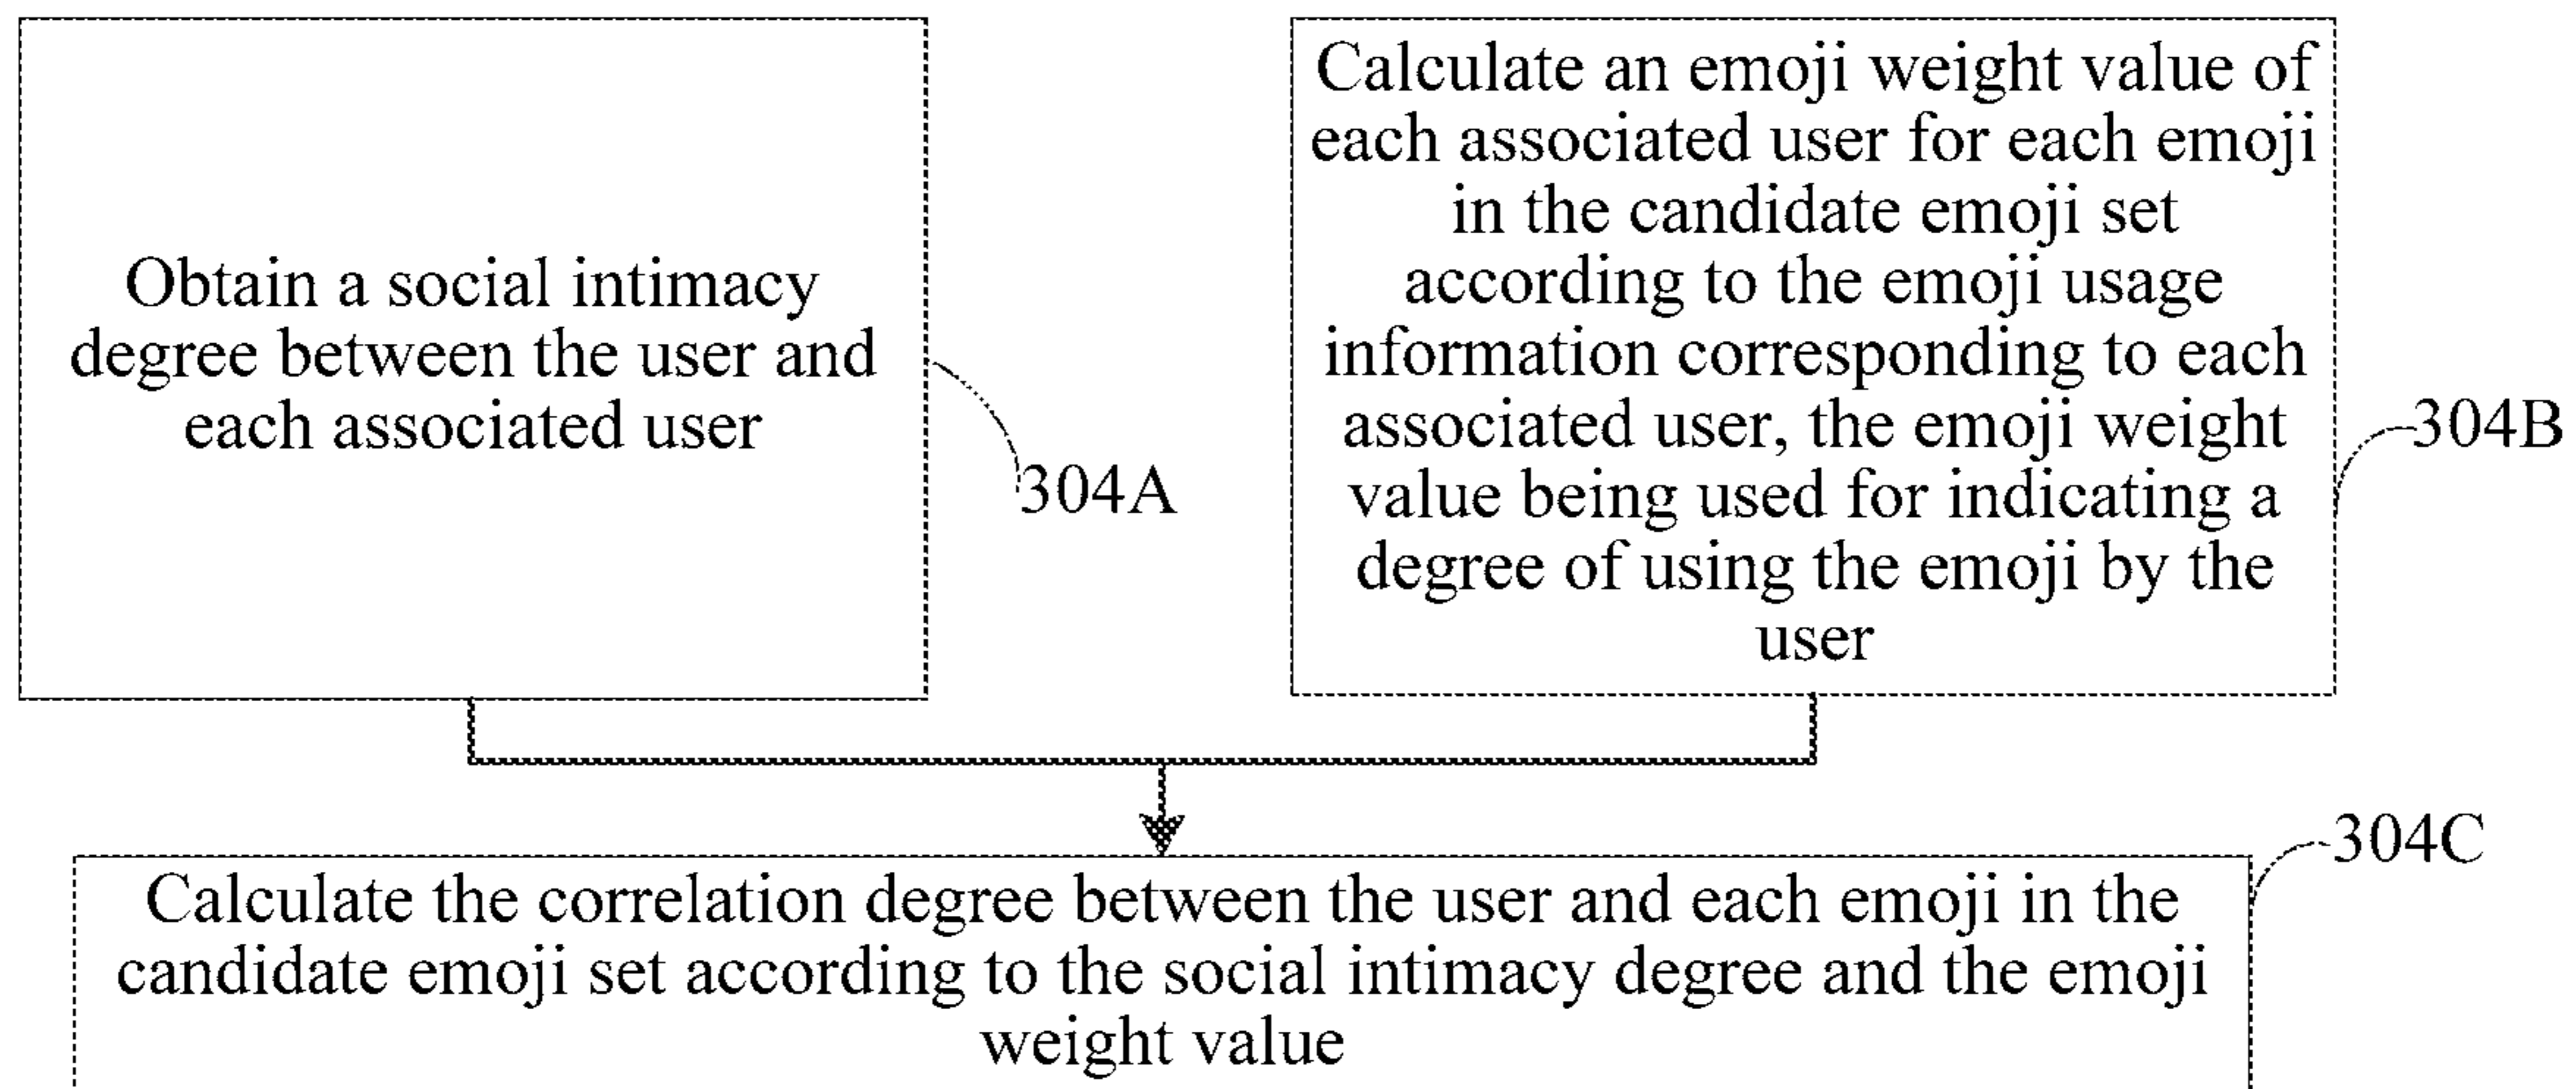 Obtain a social intimacy
degree between the user and
each associated user
304A
Calculate an emoji weight value of
each associated user for each emoji
in the candidate emoji set
according to the emoji usage
information corresponding to each
associated user, the emoji weight
value being used for indicating a
degree of using the emoji by the
user
304B
304C
Calculate the correlation degree between the user and each emoji in the
candidate emoji set according to the social intimacy degree and the emoji
weight value